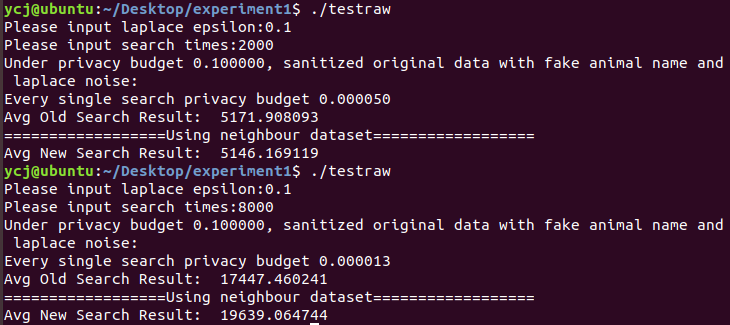 ycj@ubuntu:~/Desktop/experiment1$ ./testraw
Please input laplace epsilon:0.1
Please input search times:2000
Under privacy budget 0.100000, sanitized original data with fake animal name and
 laplace noise:
Every single search privacy budget 0.000050
Avg Old Search Result:  5171.908093
==================Using neighbour dataset==================
Avg New Search Result:  5146.169119
ycj@ubuntu:~/Desktop/experiment1$ ./testraw
Please input laplace epsilon:0.1
Please input search times:8000
Under privacy budget 0.100000, sanitized original data with fake animal name and
 laplace noise:
Every single search privacy budget 0.000013
Avg Old Search Result:  17447.460241
==================Using neighbour dataset==================
Avg New Search Result:  19639.064744